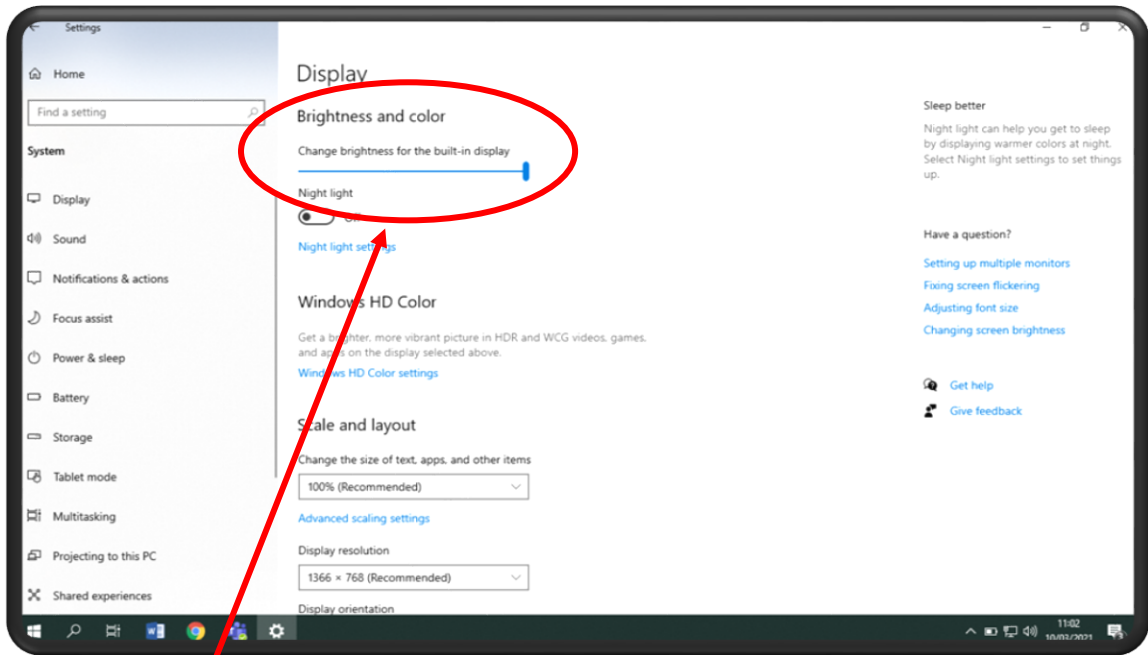 Settings
Home
Find a setting
System
Display
Sound
Notifications & actions
Focus assist
Power & sleep
Battery
Storage
Tablet mode
Multitasking
Projecting to this PC
Shared experiences
Display
Brightness and color
Change brightness for the built-in display
Night light
Night light settings
Windows HD Color
Get a brighter, more vibrant picture in HDR and WCG videos, games,
and apps on the display selected above.
Windows HD Color settings
Scale and layout
Change the size of text, apps, and other items
100% (Recommended)
Advanced scaling settings
Display resolution
1366 × 768 (Recommended)
Display orientation
Sleep better
Night light can help you get to sleep
by displaying warmer colors at night.
Select Night light settings to set things
up.
Have a question?
Setting up multiple monitors
Fixing screen flickering
Adjusting font size
Changing screen brightness
Get help
Give feedback
11:02
10/03/2021